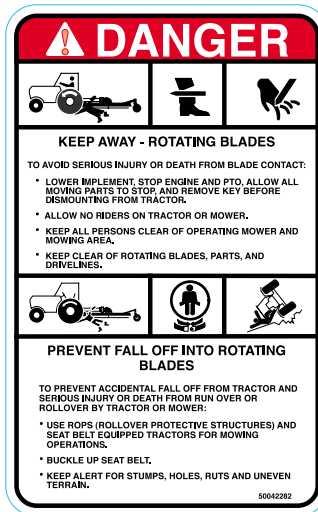 DANGER
KEEP AWAY - ROTATING BLADES
TO AVOID SERIOUS INJURY OR DEATH FROM BLADE CONTACT:
• LOWER IMPLEMENT, STOP ENGINE AND PTO, ALLOW ALL
MOVING PARTS TO STOP, AND REMOVE KEY BEFORE
DISMOUNTING FROM TRACTOR.
• ALLOW NO RIDERS ON TRACTOR OR MOWER.
• KEEP ALL PERSONS CLEAR OF OPERATING MOWER AND
MOWING AREA.
• KEEP CLEAR OF ROTATING BLADES, PARTS, AND
DRIVELINES.
PREVENT FALL OFF INTO ROTATING
BLADES
TO PREVENT ACCIDENTAL FALL OFF FROM TRACTOR AND
SERIOUS INJURY OR DEATH FROM RUN OVER OR
ROLLOVER BY TRACTOR OR MOWER:
• USE ROPS (ROLLOVER PROTECTIVE STRUCTURES) AND
SEAT BELT EQUIPPED TRACTORS FOR MOWING
OPERATIONS.
• BUCKLE UP SEAT BELT.
• KEEP ALERT FOR STUMPS, HOLES, RUTS AND UNEVEN
TERRAIN.
50042282